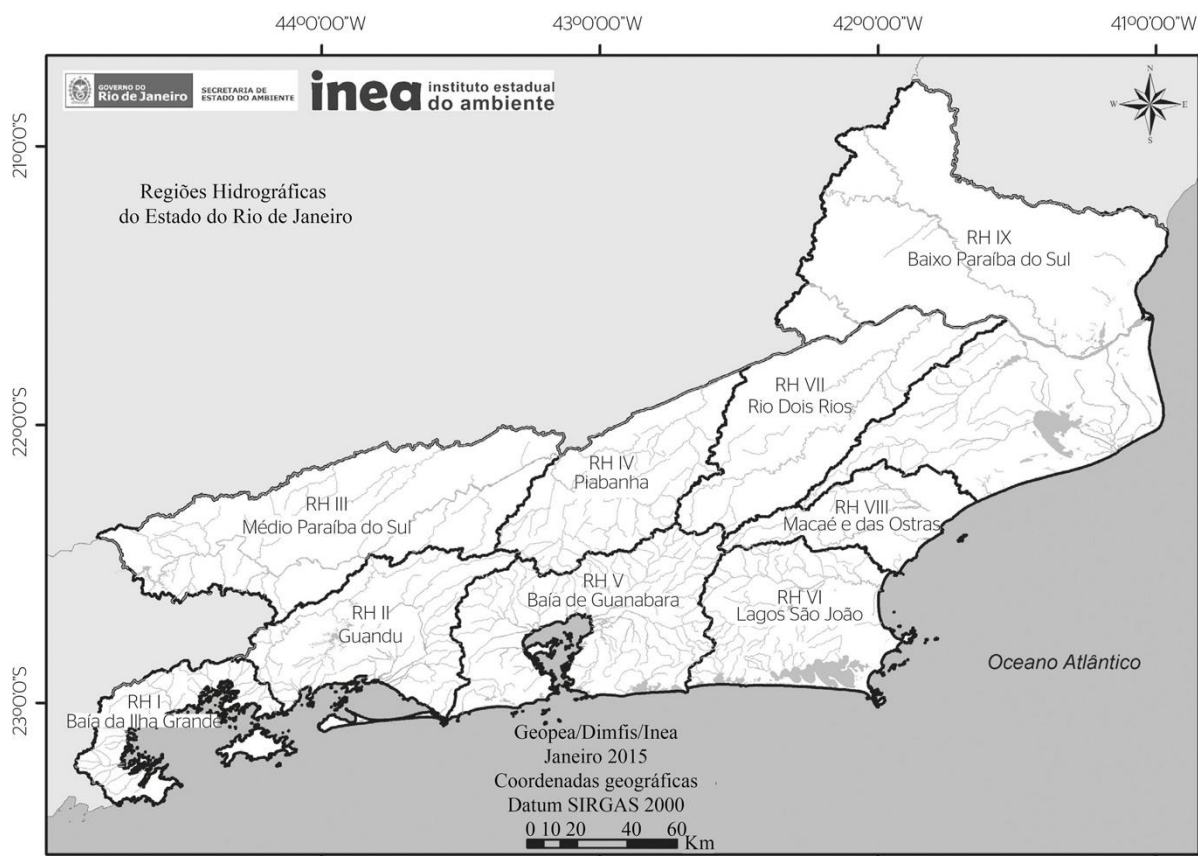 44º0'00"W
43º0'00"W
42º0'00"W
41º0'00"W
GOVERNO DO
Rio de Janeiro
SECRETARIA DE
ESTADO DO AMBIENTE
inea instituto estadual
do ambiente
N
W
E
S
21º0'0"S
22º0'0"S
23º0'0"S
Regiões Hidrográficas
do Estado do Rio de Janeiro
RH IX
Baixo Paraíba do Sul
RH VII
Rio Dois Rios
RH IV
Piabanha
RH III
Médio Paraíba do Sul
RH VIII
Macaé e das Ostras
RH V
Baía de Guanabara
RH VI
Lagos São João
RH II
Guandu
RH I
Baía da Ilha Grande
Oceano Atlântico
Geopea/Dimfis/Inea
Janeiro 2015
Coordenadas geográficas
Datum SIRGAS 2000
0 10 20 40 60
Km